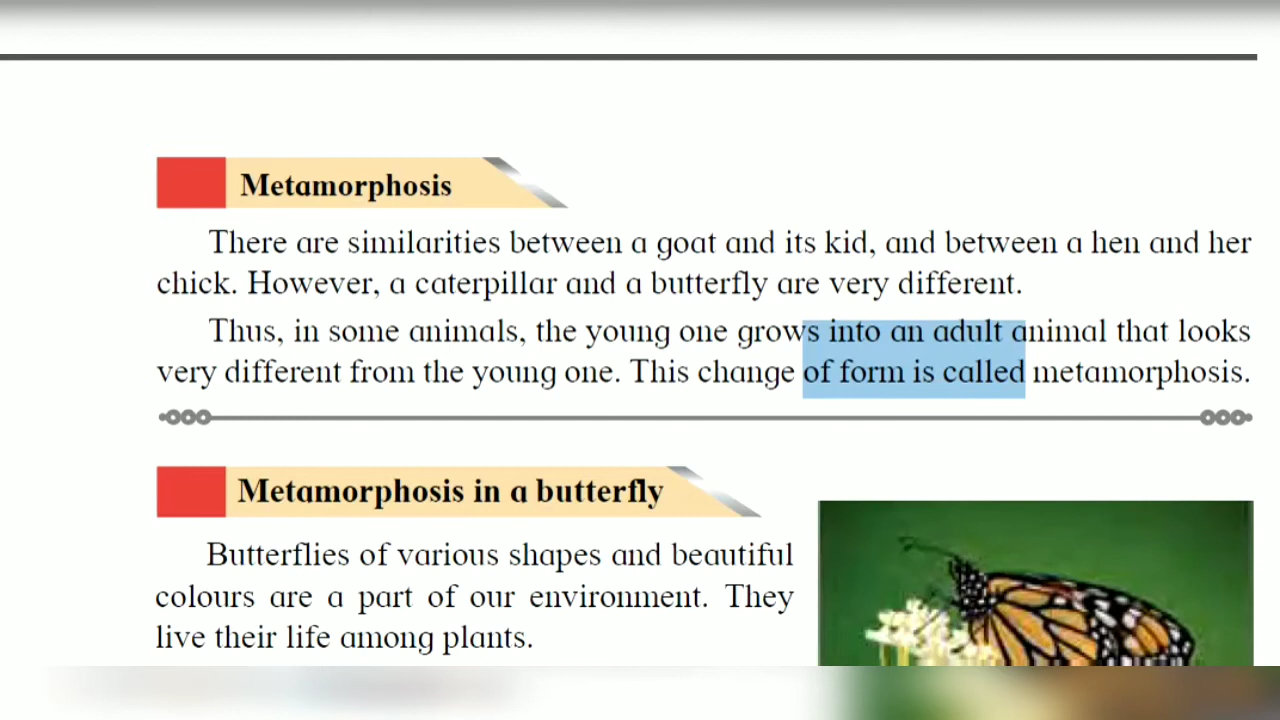 Metamorphosis
There are similarities between a goat and its kid, and between a hen and her
chick. However, a caterpillar and a butterfly are very different.
Thus, in some animals, the young one grows into an adult animal that looks
very different from the young one. This change of form is called metamorphosis.
Metamorphosis in a butterfly
Butterflies of various shapes and beautiful
colours are a part of our environment. They
live their life among plants.